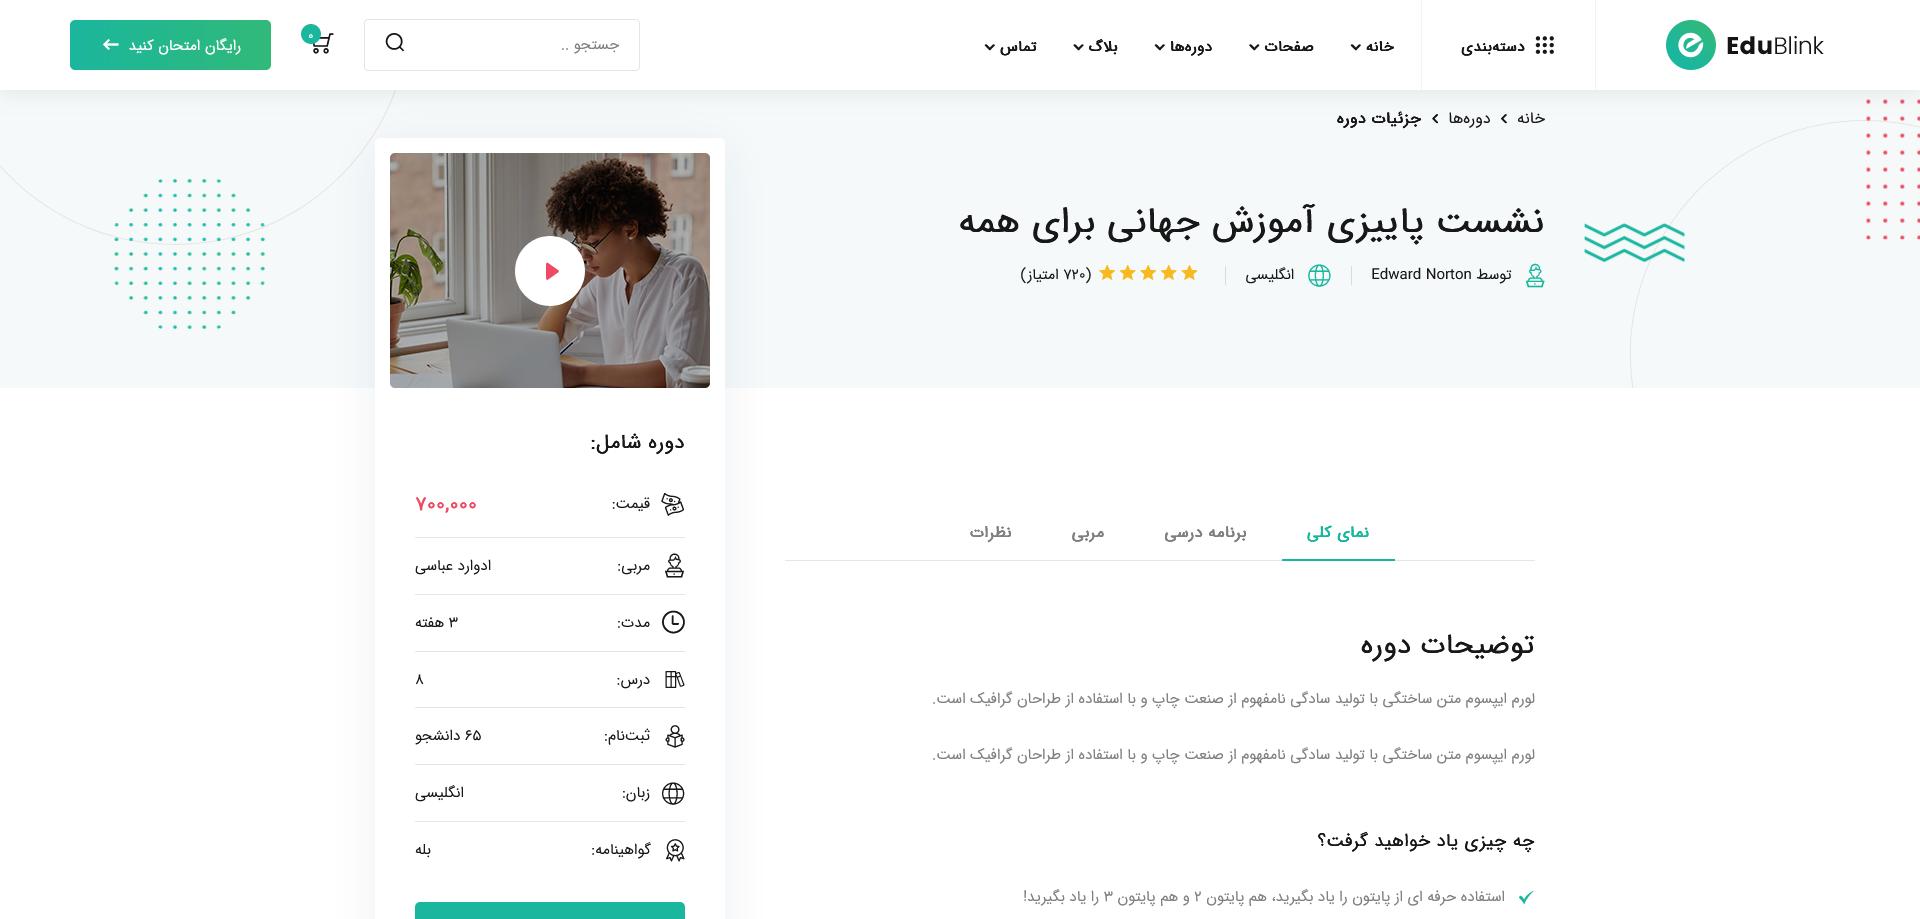 EduBlink
دسته‌بندی
خانه
صفحات
دوره‌ها
بلاگ
تماس
جستجو ..
۰
رایگان امتحان کنید
خانه
دوره‌ها
جزئیات دوره
نشست پاییزی آموزش جهانی برای همه
توسط Edward Norton
انگلیسی
(۷۲۰ امتیاز)
نمای کلی
برنامه درسی
مربی
نظرات
توضیحات دوره
لورم ایپسوم متن ساختگی با تولید سادگی نامفهوم از صنعت چاپ و با استفاده از طراحان گرافیک است.
لورم ایپسوم متن ساختگی با تولید سادگی نامفهوم از صنعت چاپ و با استفاده از طراحان گرافیک است.
چه چیزی یاد خواهید گرفت؟
استفاده حرفه ای از پایتون را یاد بگیرید، هم پایتون ۲ و هم پایتون ۳ را یاد بگیرید!
دوره شامل:
قیمت: ۷۰۰,۰۰۰
مربی: ادوارد عباسی
مدت: ۳ هفته
درس: ۸
ثبت‌نام: ۶۵ دانشجو
زبان: انگلیسی
گواهینامه: بله